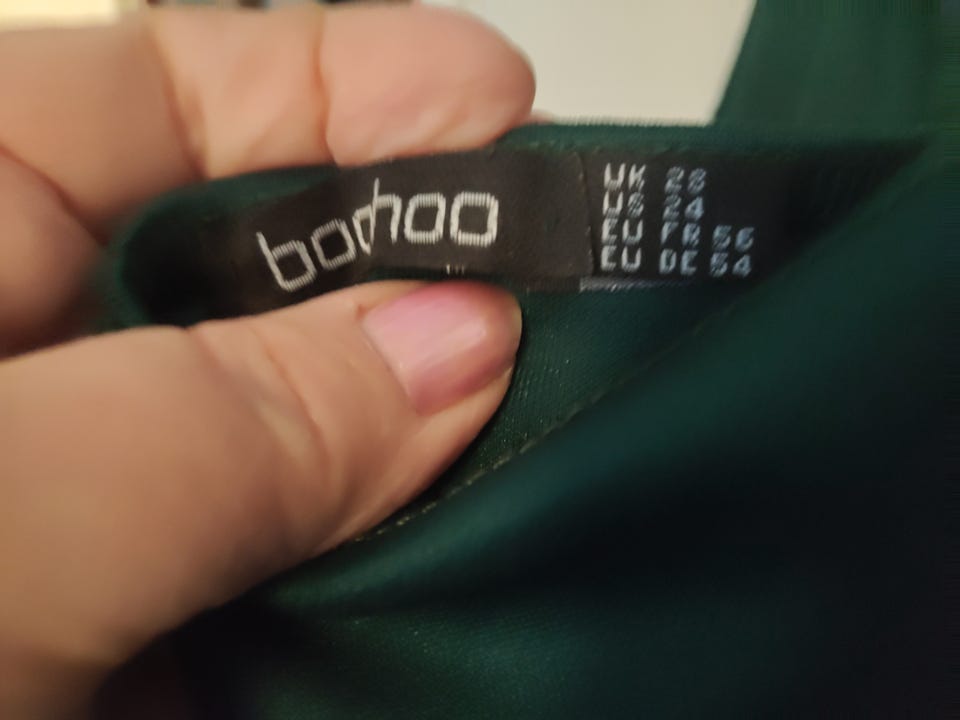 boohoo
UK 28
US 24
EU FR 56
EU DE 54